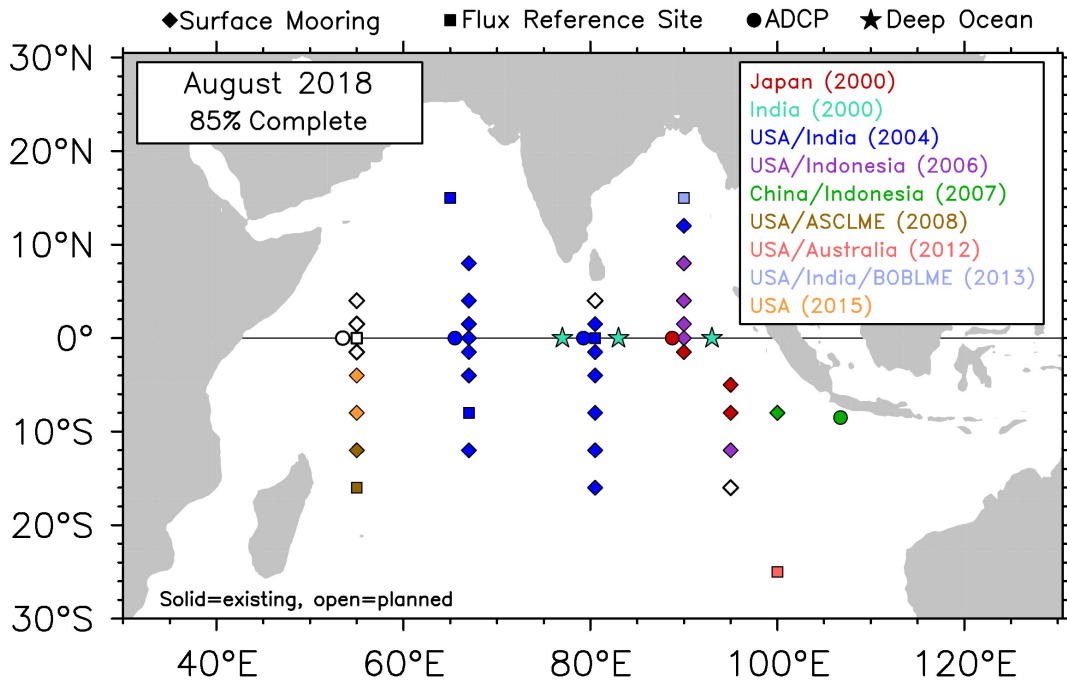 Surface Mooring Flux Reference Site ADCP Deep Ocean
30°N
20°N
10°N
0°
10°S
20°S
30°S
August 2018
85% Complete
Japan (2000)
India (2000)
USA/India (2004)
USA/Indonesia (2006)
China/Indonesia (2007)
USA/ASCLME (2008)
USA/Australia (2012)
USA/India/BOBLME (2013)
USA (2015)
Solid=existing, open=planned
40°E 60°E 80°E 100°E 120°E